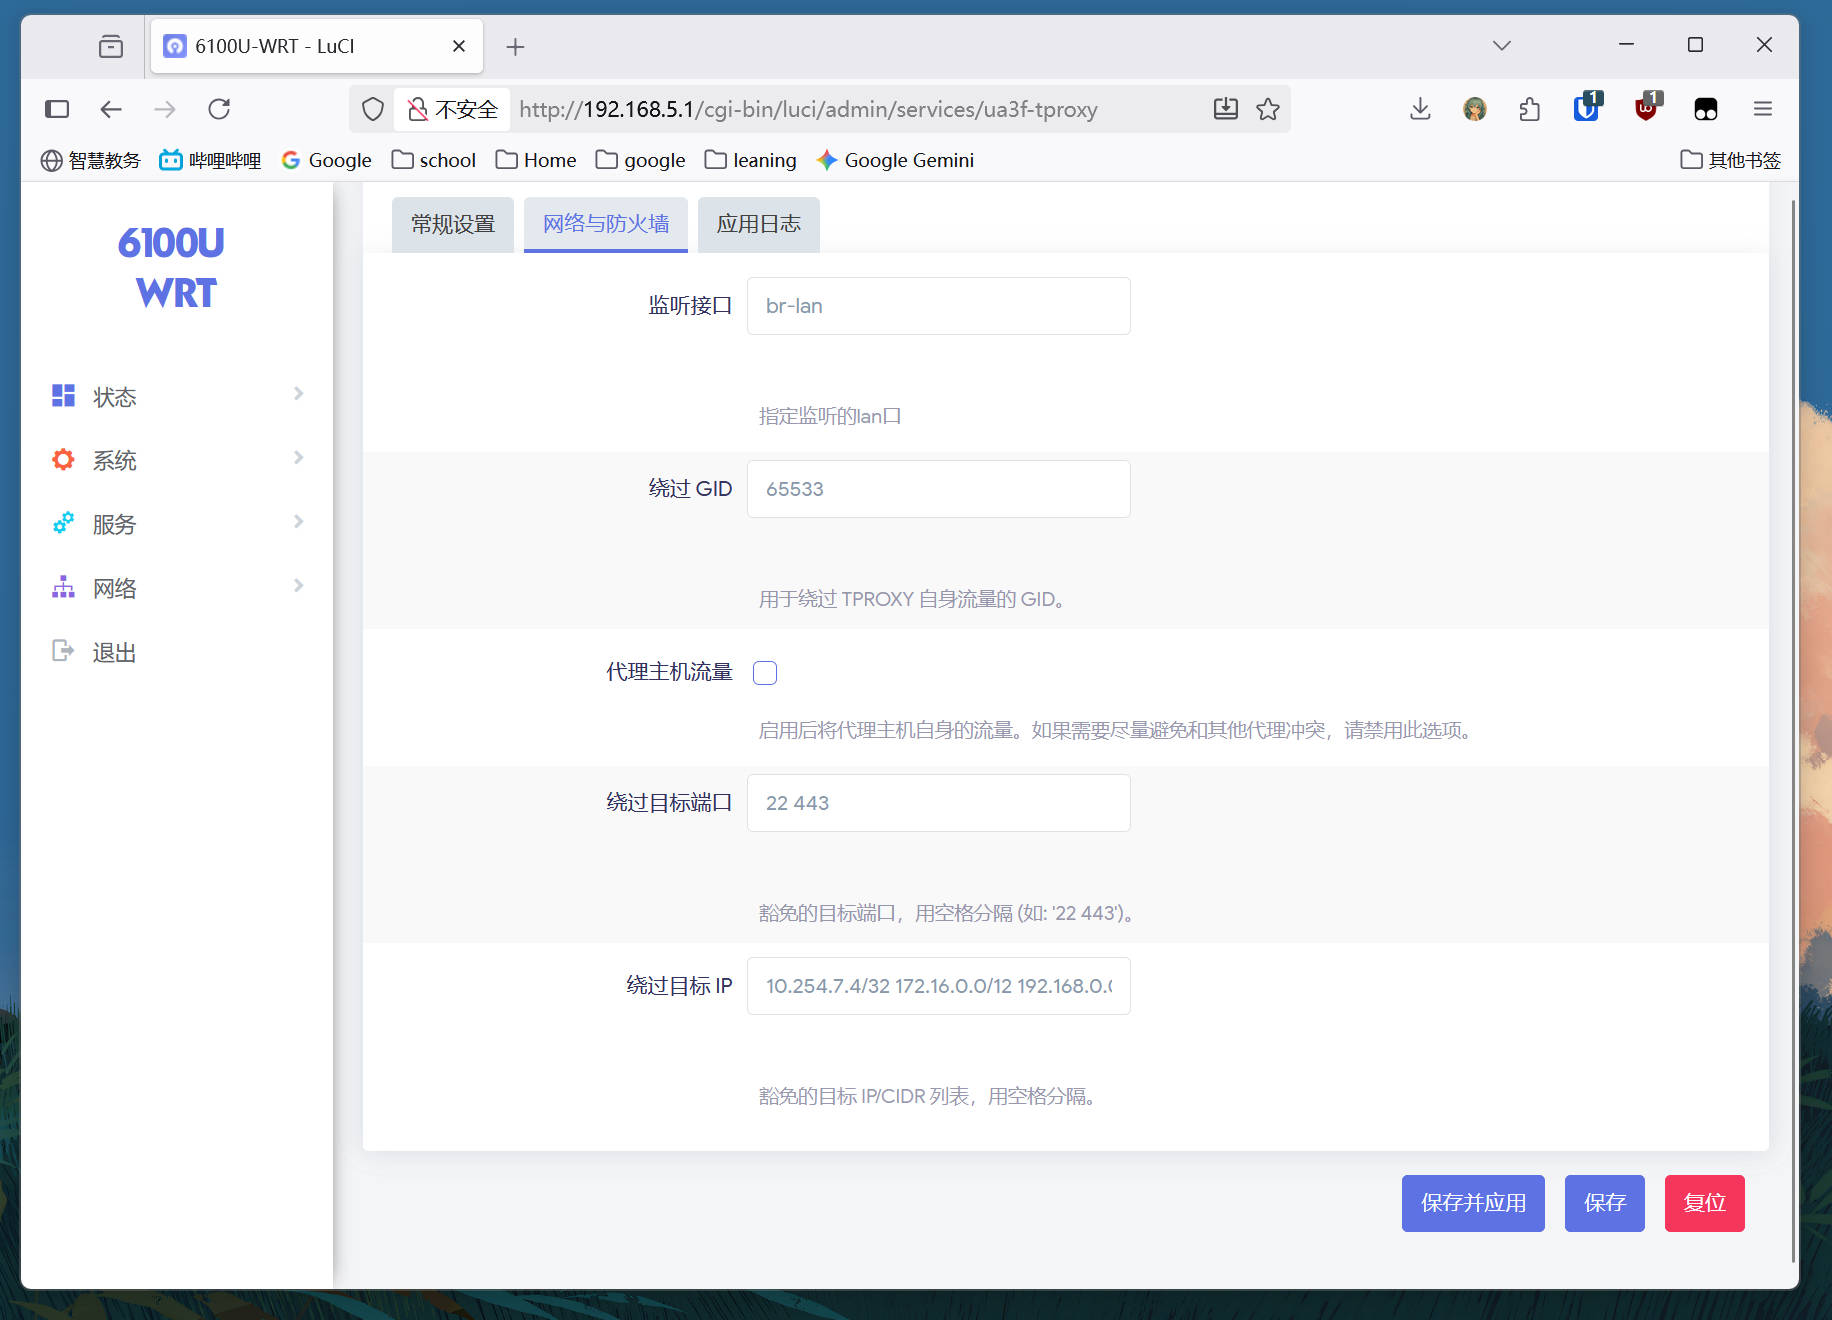 6100U-WRT - LuCI
不安全 http://192.168.5.1/cgi-bin/luci/admin/services/ua3f-tproxy
1
1
智慧教务 哔哩哔哩 Google school Home google leaning Google Gemini 其他书签
6100U
WRT
状态
系统
服务
网络
退出
常规设置 网络与防火墙 应用日志
监听接口 br-lan
指定监听的lan口
绕过 GID 65533
用于绕过 TPROXY 自身流量的 GID。
代理主机流量
启用后将代理主机自身的流量。如果需要尽量避免和其他代理冲突，请禁用此选项。
绕过目标端口 22 443
豁免的目标端口，用空格分隔 (如: '22 443')。
绕过目标 IP 10.254.7.4/32 172.16.0.0/12 192.168.0.
豁免的目标 IP/CIDR 列表，用空格分隔。
保存并应用 保存 复位